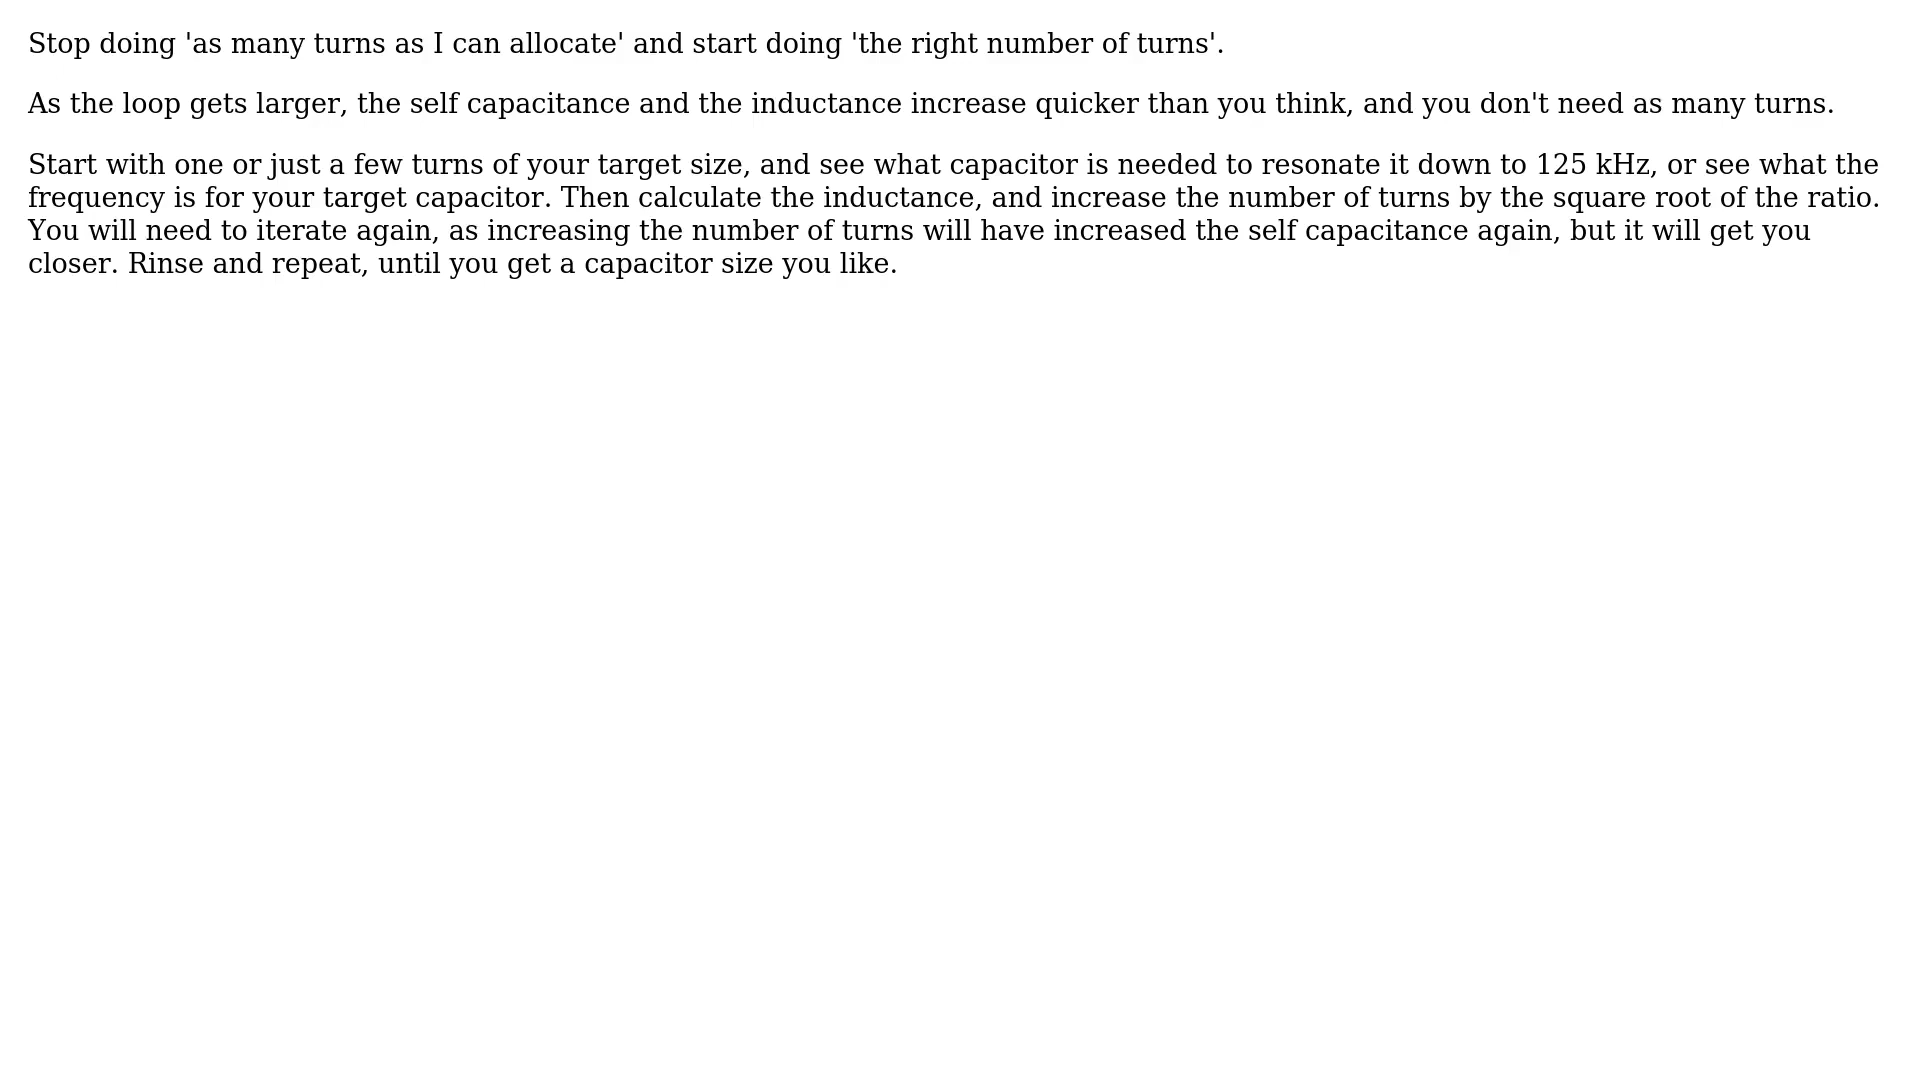 Stop doing 'as many turns as I can allocate' and start doing 'the right number of turns'.
As the loop gets larger, the self capacitance and the inductance increase quicker than you think, and you don't need as many turns.
Start with one or just a few turns of your target size, and see what capacitor is needed to resonate it down to 125 kHz, or see what the
frequency is for your target capacitor. Then calculate the inductance, and increase the number of turns by the square root of the ratio.
You will need to iterate again, as increasing the number of turns will have increased the self capacitance again, but it will get you
closer. Rinse and repeat, until you get a capacitor size you like.